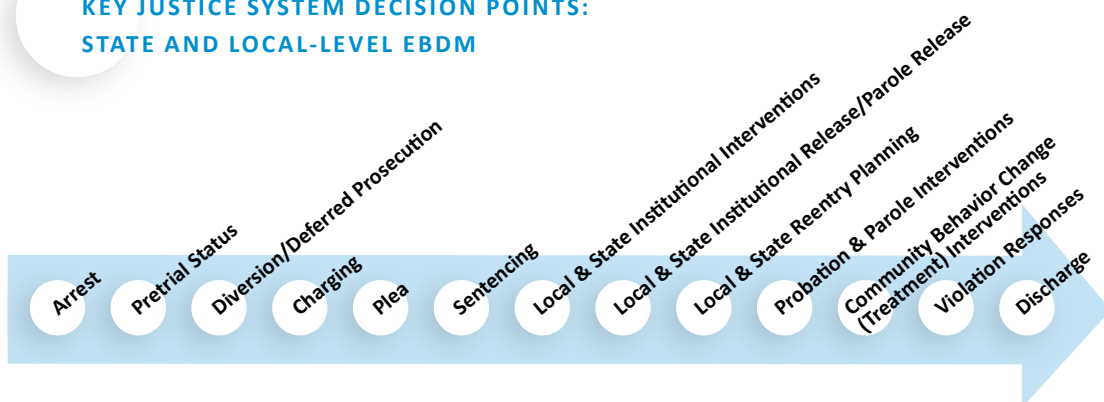 KEY JUSTICE SYSTEM DECISION POINTS:
STATE AND LOCAL-LEVEL EBDM
Arrest
Pretrial Status
Diversion/Deferred Prosecution
Charging
Plea
Sentencing
Local & State Institutional Interventions
Local & State Institutional Release/Parole Release
Local & State Reentry Planning
Probation & Parole Interventions
Community Behavior Change
(Treatment) Interventions
Violation Responses
Discharge